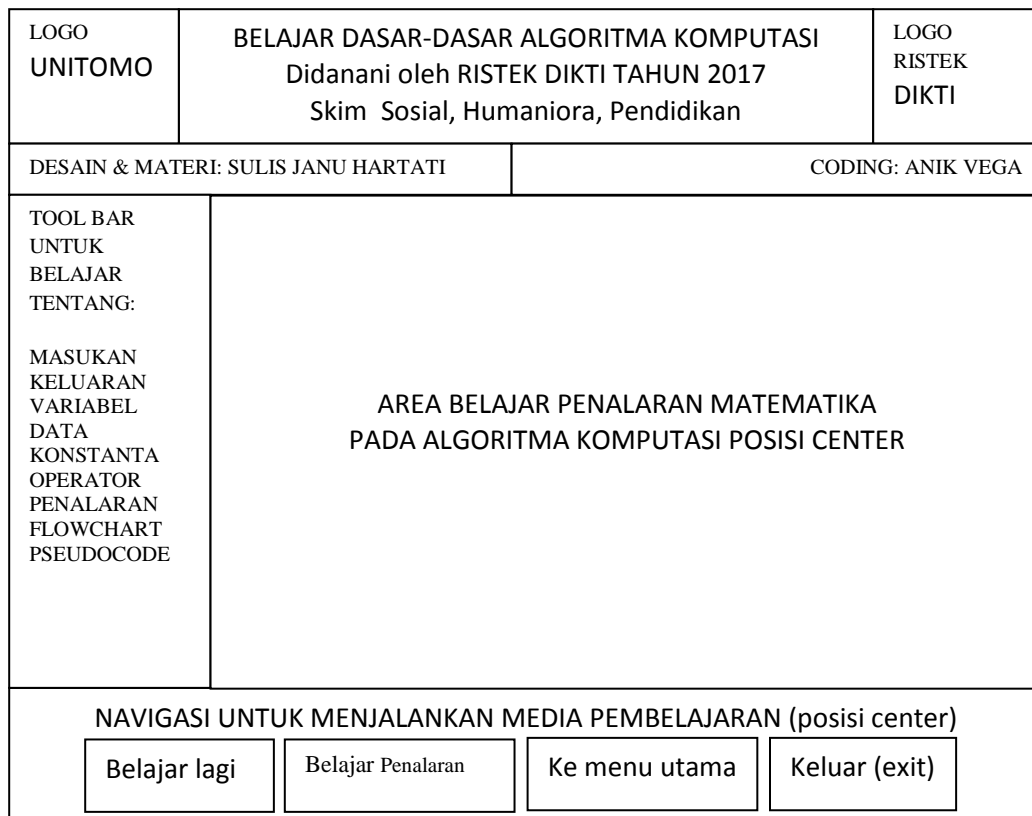 LOGO
UNITOMO
BELAJAR DASAR-DASAR ALGORITMA KOMPUTASI
Didanani oleh RISTEK DIKTI TAHUN 2017
Skim  Sosial, Humaniora, Pendidikan
LOGO
RISTEK
DIKTI
DESAIN & MATERI: SULIS JANU HARTATI
CODING: ANIK VEGA
TOOL BAR
UNTUK
BELAJAR
TENTANG:
MASUKAN
KELUARAN
VARIABEL
DATA
KONSTANTA
OPERATOR
PENALARAN
FLOWCHART
PSEUDOCODE
AREA BELAJAR PENALARAN MATEMATIKA
PADA ALGORITMA KOMPUTASI POSISI CENTER
NAVIGASI UNTUK MENJALANKAN MEDIA PEMBELAJARAN (posisi center)
Belajar lagi
Belajar Penalaran
Ke menu utama
Keluar (exit)